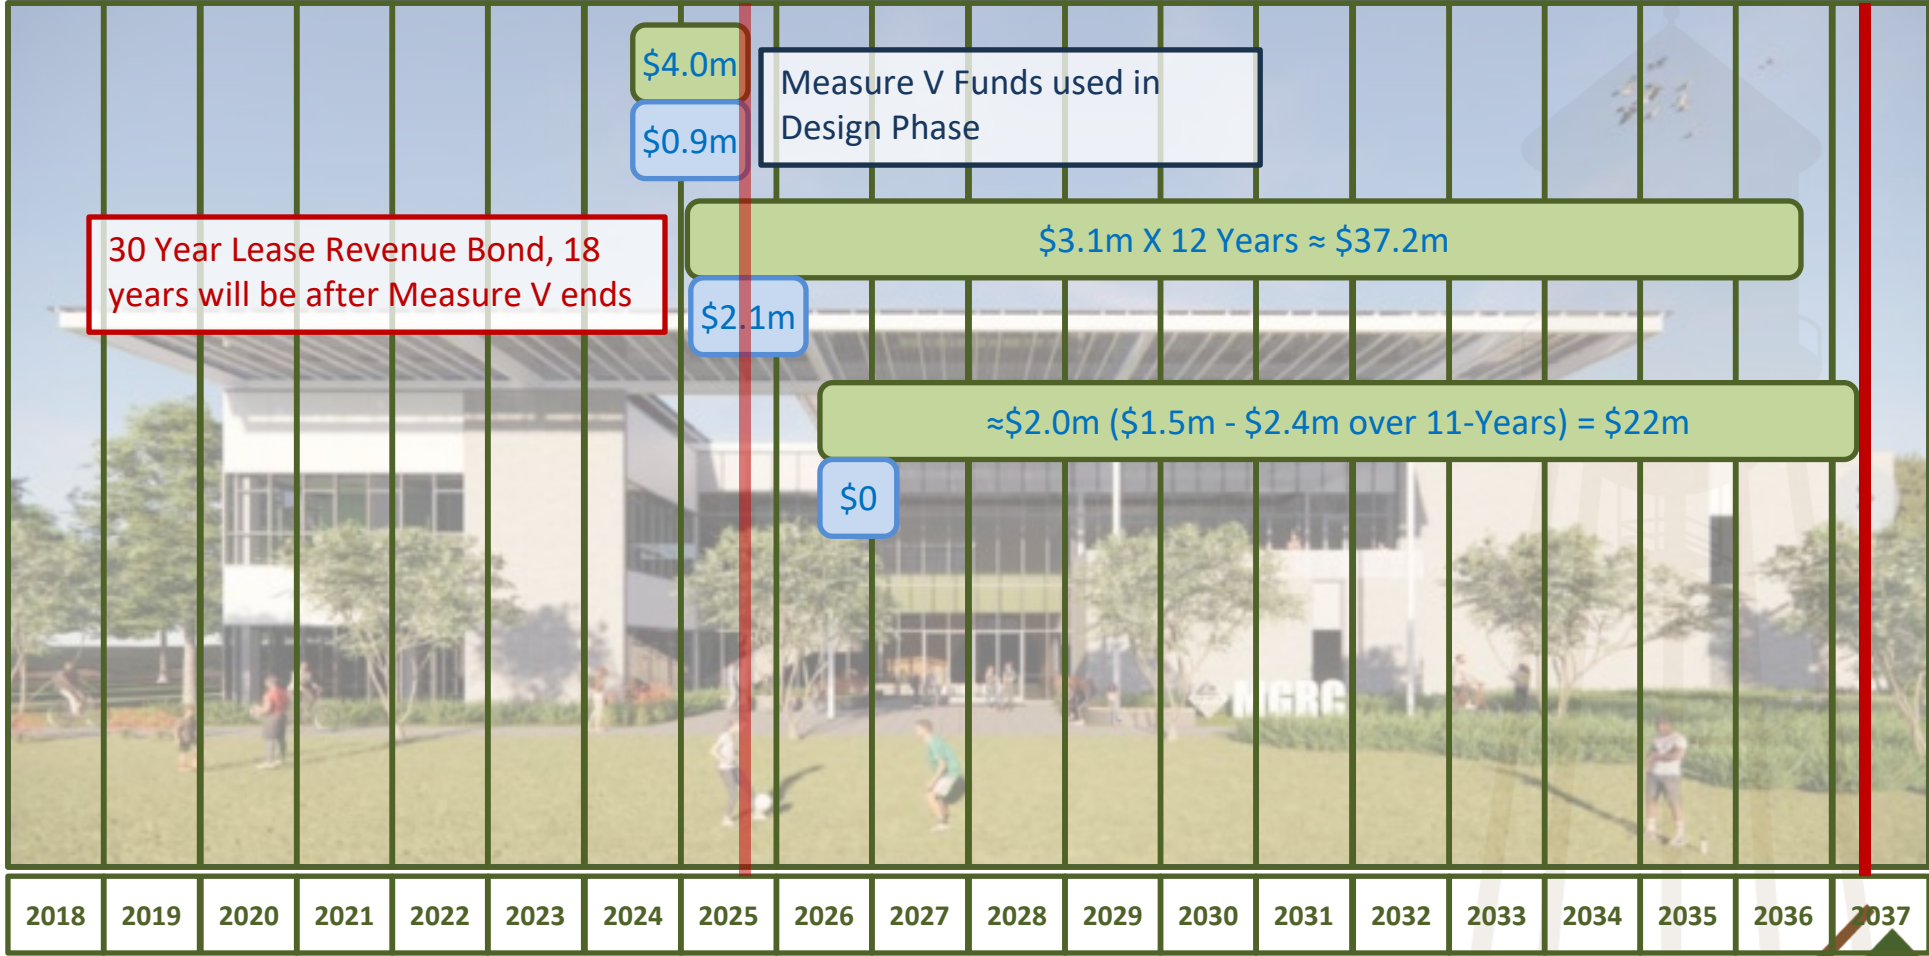 $4.0m
Measure V Funds used in
Design Phase
$0.9m
$3.1m X 12 Years ≈ $37.2m
30 Year Lease Revenue Bond, 18
years will be after Measure V ends
$2.1m
≈$2.0m ($1.5m - $2.4m over 11-Years) = $22m
$0
MGRC
2018 2019 2020 2021 2022 2023 2024 2025 2026 2027 2028 2029 2030 2031 2032 2033 2034 2035 2036 2037